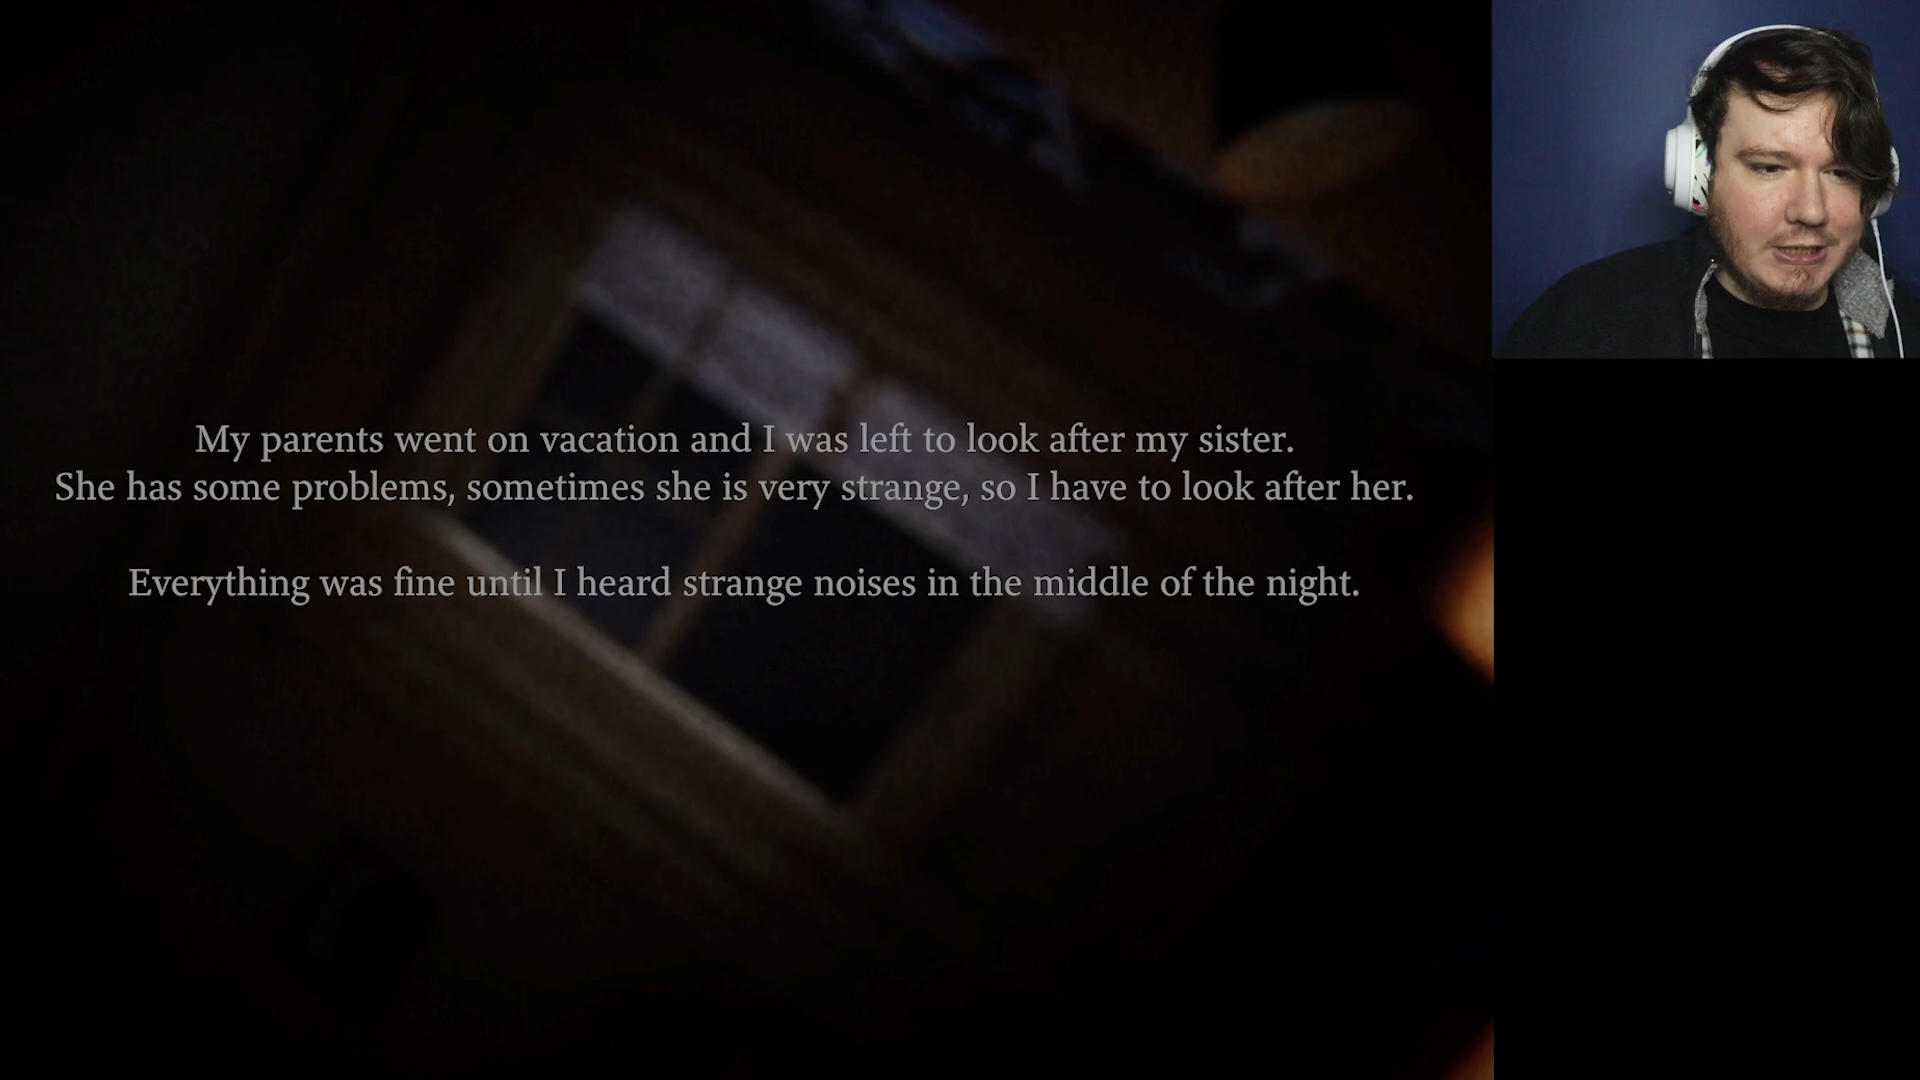 My parents went on vacation and I was left to look after my sister.
She has some problems, sometimes she is very strange, so I have to look after her.
Everything was fine until I heard strange noises in the middle of the night.